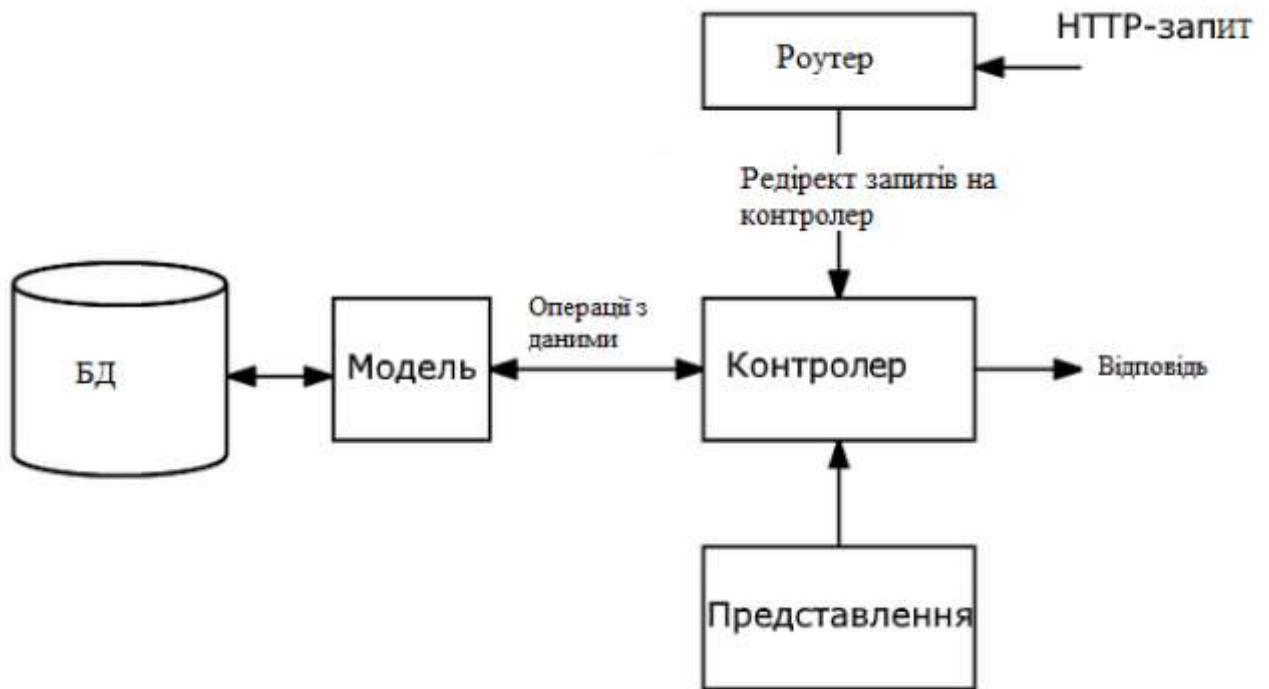 HTTP-запит
Роутер
Редірект запитів на
контролер
Операції з
даними
БД
Модель
Контролер
Відповідь
Представлення